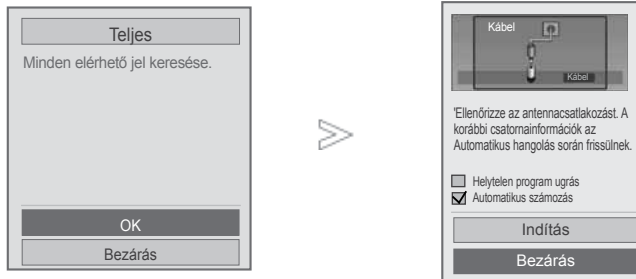 Teljes
Minden elérhető jel keresése.
OK
Bezárás
Kábel
Kábel
'Ellenőrizze az antennacsatlakozást. A
korábbi csatornainformációk az
Automatikus hangolás során frissülnek.
Helytelen program ugrás
Automatikus számozás
Indítás
Bezárás